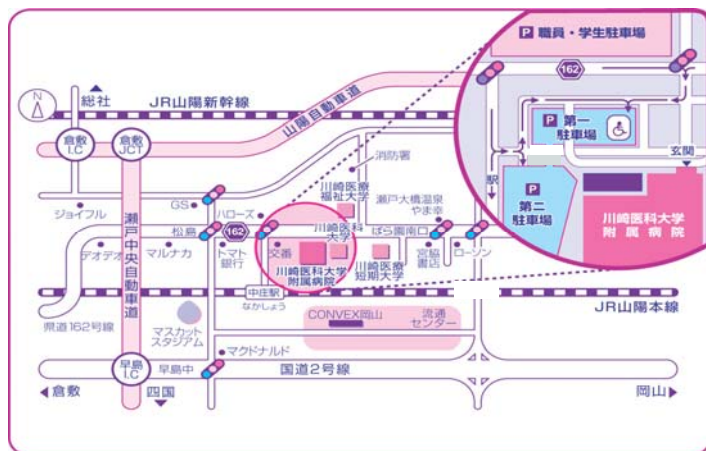 N
総社
JR山陽新幹線
山陽自動車道
倉敷
I.C
倉敷
JCT
瀬戸中央自動車道
消防署
川崎医療
福祉大学
瀬戸大橋温泉
やま幸
GS
ハローズ
ジョイフル
松島
162
川崎医科
大学
ばら園南口
デオデオ
マルナカ
トマト
銀行
交番
川崎医科大学
附属病院
川崎医療
短期大学
宮脇
書店
ローソン
中庄駅
なかしょう
JR山陽本線
県道162号線
マスカット
スタジアム
CONVEX岡山
流通
センター
マクドナルド
早島
I.C
早島中
国道2号線
倉敷
四国
岡山
P 職員・学生駐車場
162
P 第一
駐車場
玄関
駅
P
第二
駐車場
川崎医科大学
附属病院